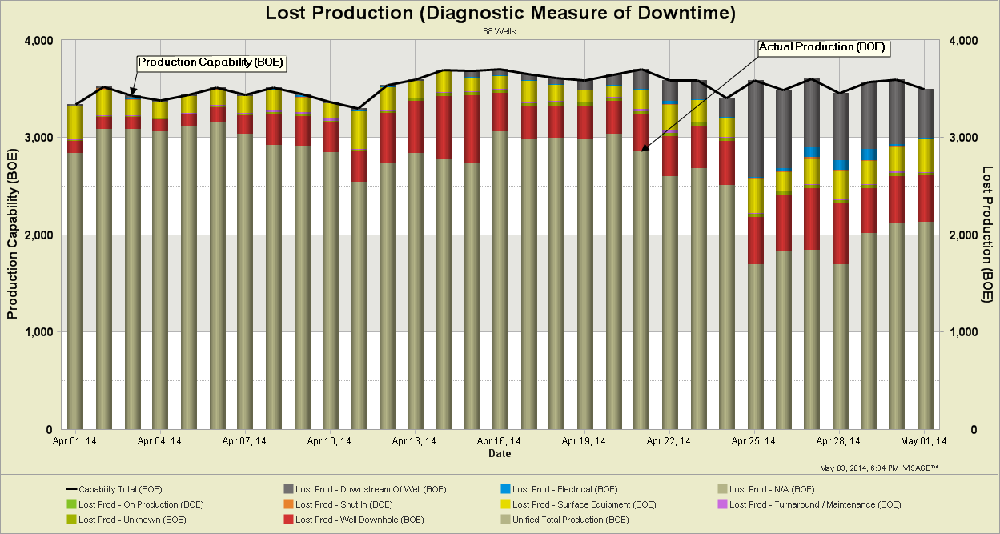 Lost Production (Diagnostic Measure of Downtime)
68 Wells
Production Capability (BOE)
Actual Production (BOE)
4,000
3,000
2,000
1,000
0
4,000
3,000
2,000
1,000
0
Production Capability (BOE)
Lost Production (BOE)
Apr 01, 14 Apr 04, 14 Apr 07, 14 Apr 10, 14 Apr 13, 14 Apr 16, 14 Apr 19, 14 Apr 22, 14 Apr 25, 14 Apr 28, 14 May 01, 14
Date
May 03, 2014, 6:04 PM VISAGE™
Capability Total (BOE) Lost Prod - Downstream Of Well (BOE) Lost Prod - Electrical (BOE) Lost Prod - N/A (BOE)
Lost Prod - On Production (BOE) Lost Prod - Shut In (BOE) Lost Prod - Surface Equipment (BOE) Lost Prod - Turnaround / Maintenance (BOE)
Lost Prod - Unknown (BOE) Lost Prod - Well Downhole (BOE) Unified Total Production (BOE)